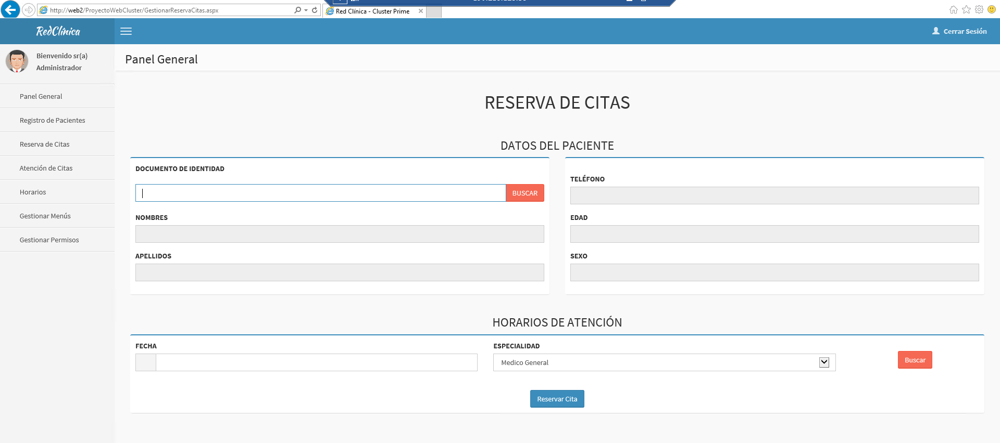 http://web2/ProyectoWebCluster/GestionarReservaCitas.aspx
Red Clínica - Cluster Prime
RedClínica
Cerrar Sesión
Bienvenido sr(a)
Administrador
Panel General
Panel General
Registro de Pacientes
Reserva de Citas
Atención de Citas
Horarios
Gestionar Menús
Gestionar Permisos
RESERVA DE CITAS
DATOS DEL PACIENTE
DOCUMENTO DE IDENTIDAD
BUSCAR
NOMBRES
APELLIDOS
TELÉFONO
EDAD
SEXO
HORARIOS DE ATENCIÓN
FECHA
ESPECIALIDAD
Medico General
Buscar
Reservar Cita